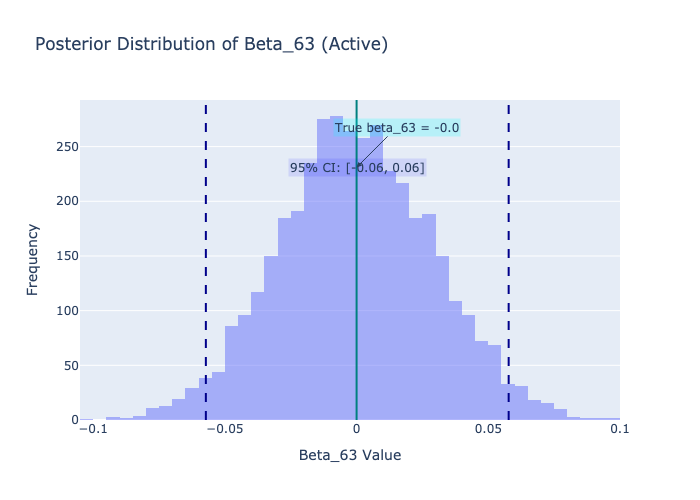 Posterior Distribution of Beta_63 (Active)
True beta_63 = -0.0
95% CI: [-0.06, 0.06]
Frequency
250
200
150
100
50
0
−0.1
−0.05
0
0.05
0.1
Beta_63 Value